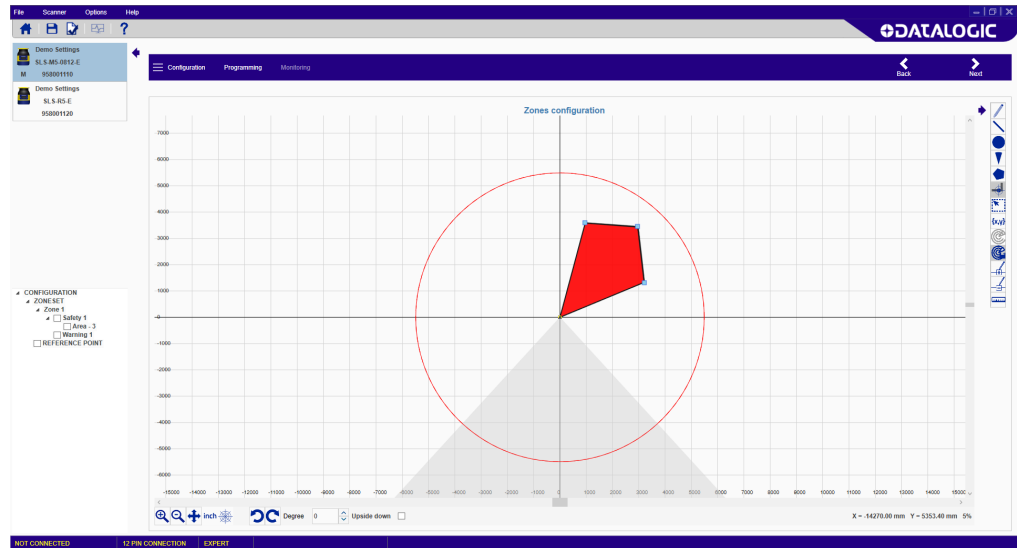 File Scanner Options Help
DATALOGIC
Demo Settings
SLS-M5-0812-E
M 958001110
Demo Settings
SLS-R5-E
958001120
Configuration Programming Monitoring Back Next
Zones configuration
7000
6000
5000
4000
3000
2000
1000
0
-1000
-2000
-3000
-4000
-5000
-6000
-15000 -14000 -13000 -12000 -11000 -10000 -9000 -8000 -7000 -6000 -5000 -4000 -3000 -2000 -1000 0 1000 2000 3000 4000 5000 6000 7000 8000 9000 10000 11000 12000 13000 14000 15000
(x,y)
CONFIGURATION
ZONESET
Zone 1
Safety 1
Area - 3
Warning 1
REFERENCE POINT
inch Degree 0 Upside down X = -14270.00 mm Y = 5353.40 mm 5%
NOT CONNECTED 12 PIN CONNECTION EXPERT